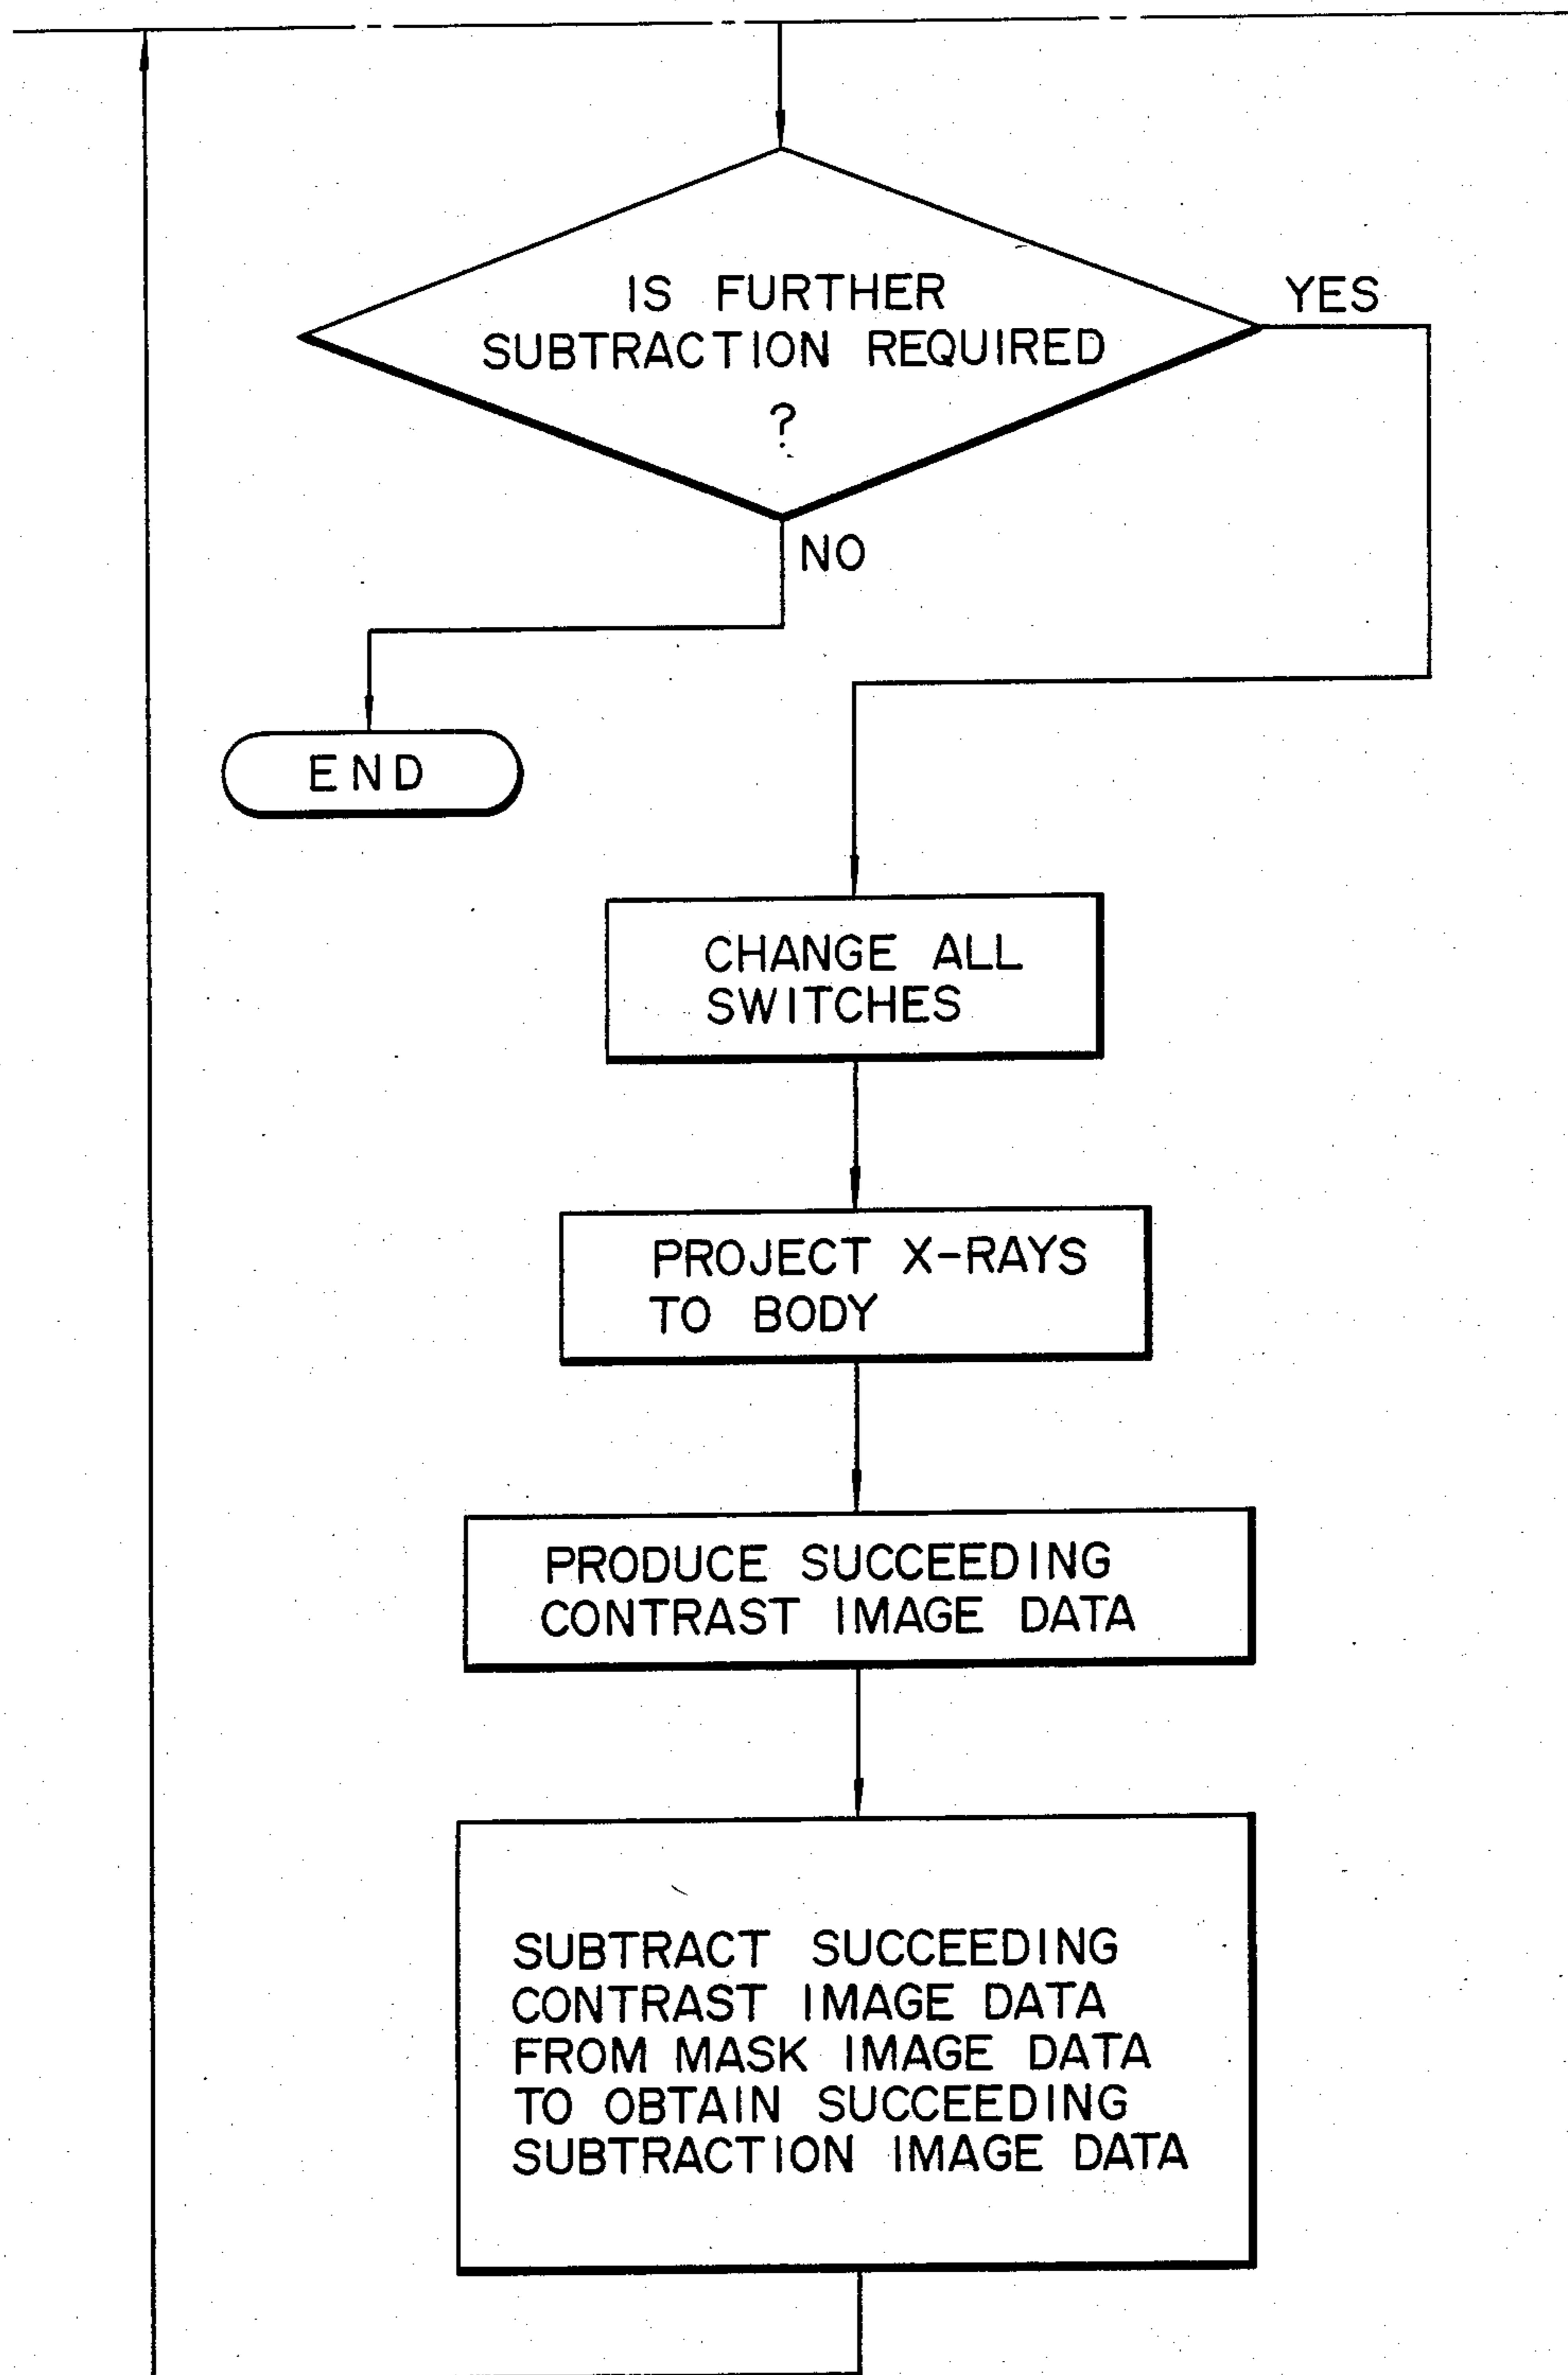 IS FURTHER
SUBTRACTION REQUIRED
?
YES
NO
END
CHANGE ALL
SWITCHES
PROJECT X-RAYS
TO BODY
PRODUCE SUCCEEDING
CONTRAST IMAGE DATA
SUBTRACT SUCCEEDING
CONTRAST IMAGE DATA
FROM MASK IMAGE DATA
TO OBTAIN SUCCEEDING
SUBTRACTION IMAGE DATA